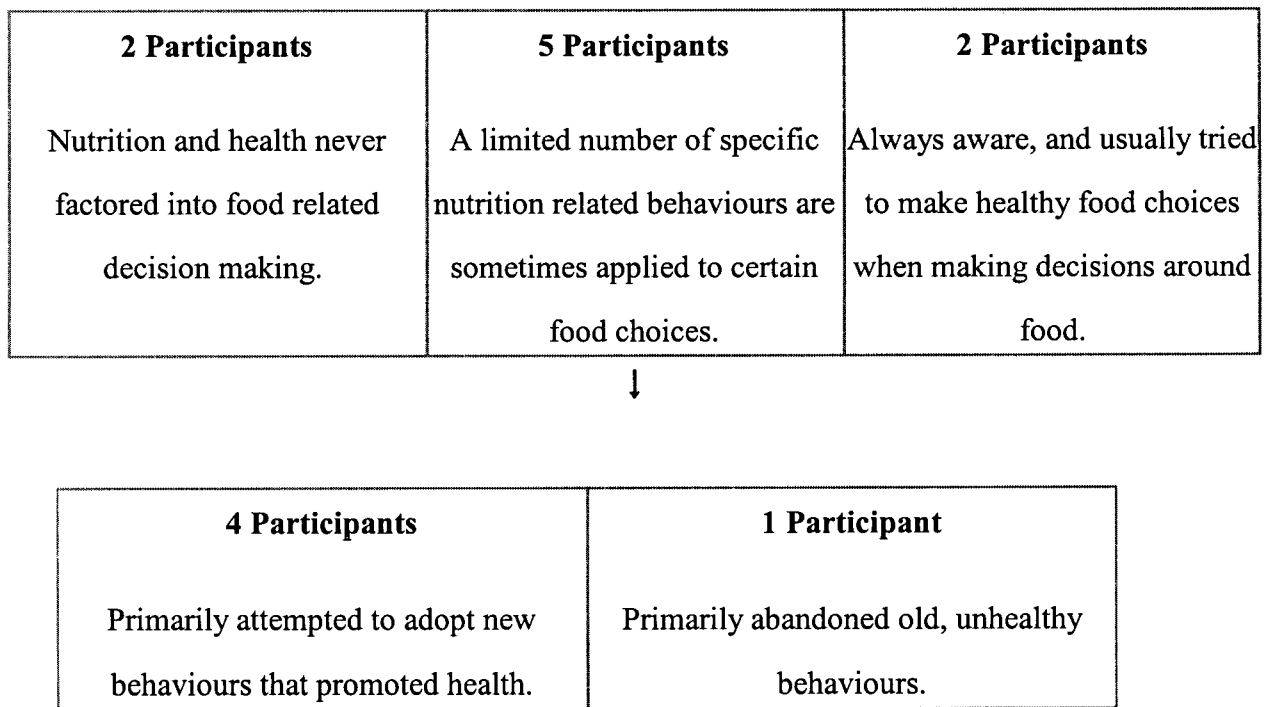 2 Participants
Nutrition and health never
factored into food related
decision making.
5 Participants
A limited number of specific
nutrition related behaviours are
sometimes applied to certain
food choices.
2 Participants
Always aware, and usually tried
to make healthy food choices
when making decisions around
food.
↓
4 Participants
Primarily attempted to adopt new
behaviours that promoted health.
1 Participant
Primarily abandoned old, unhealthy
behaviours.